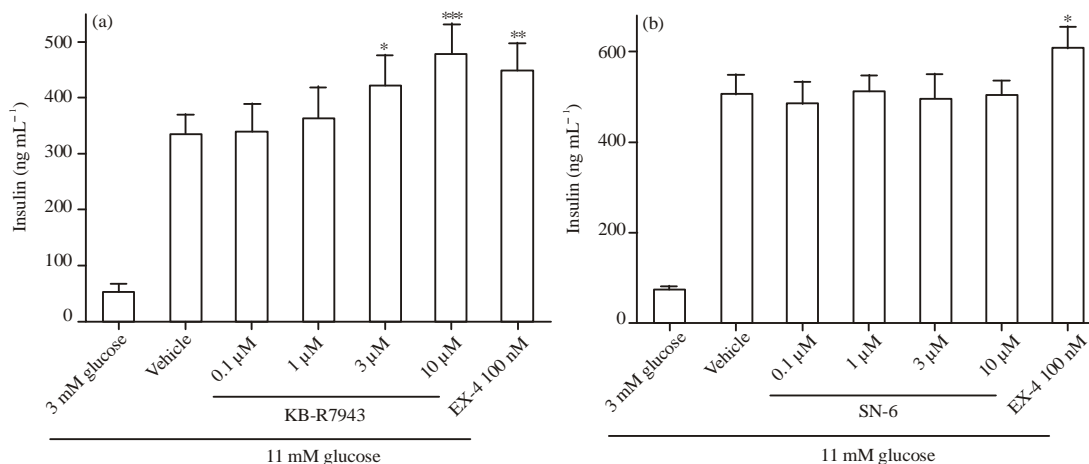 (a)
Insulin (ng mL⁻¹)
500
400
300
200
100
0
*
***
**
3 mM glucose
Vehicle
0.1 µM
1 µM
3 µM
10 µM
EX-4 100 nM
KB-R7943
11 mM glucose
(b)
Insulin (ng mL⁻¹)
600
400
600
0
*
3 mM glucose
Vehicle
0.1 µM
1 µM
3 µM
10 µM
EX-4 100 nM
SN-6
11 mM glucose